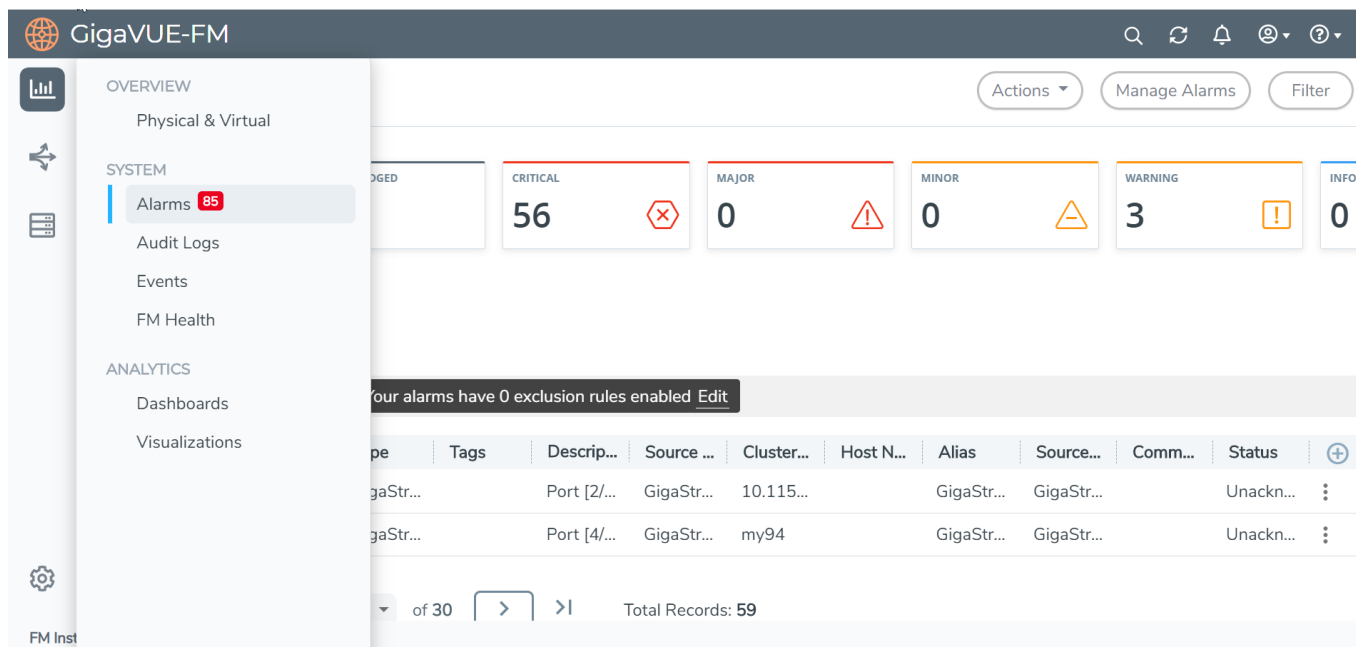 GigaVUE-FM
OVERVIEW
Physical & Virtual
SYSTEM
Alarms 85
Audit Logs
Events
FM Health
ANALYTICS
Dashboards
Visualizations
FM Inst
Actions Manage Alarms Filter
DGED
CRITICAL
56
MAJOR
0
MINOR
0
WARNING
3
INFO
0
Your alarms have 0 exclusion rules enabled Edit
pe Tags Descrip... Source ... Cluster... Host N... Alias Source... Comm... Status
gaStr... Port [2/... GigaStr... 10.115... GigaStr... GigaStr... Unackn...
gaStr... Port [4/... GigaStr... my94 GigaStr... GigaStr... Unackn...
of 30 Total Records: 59